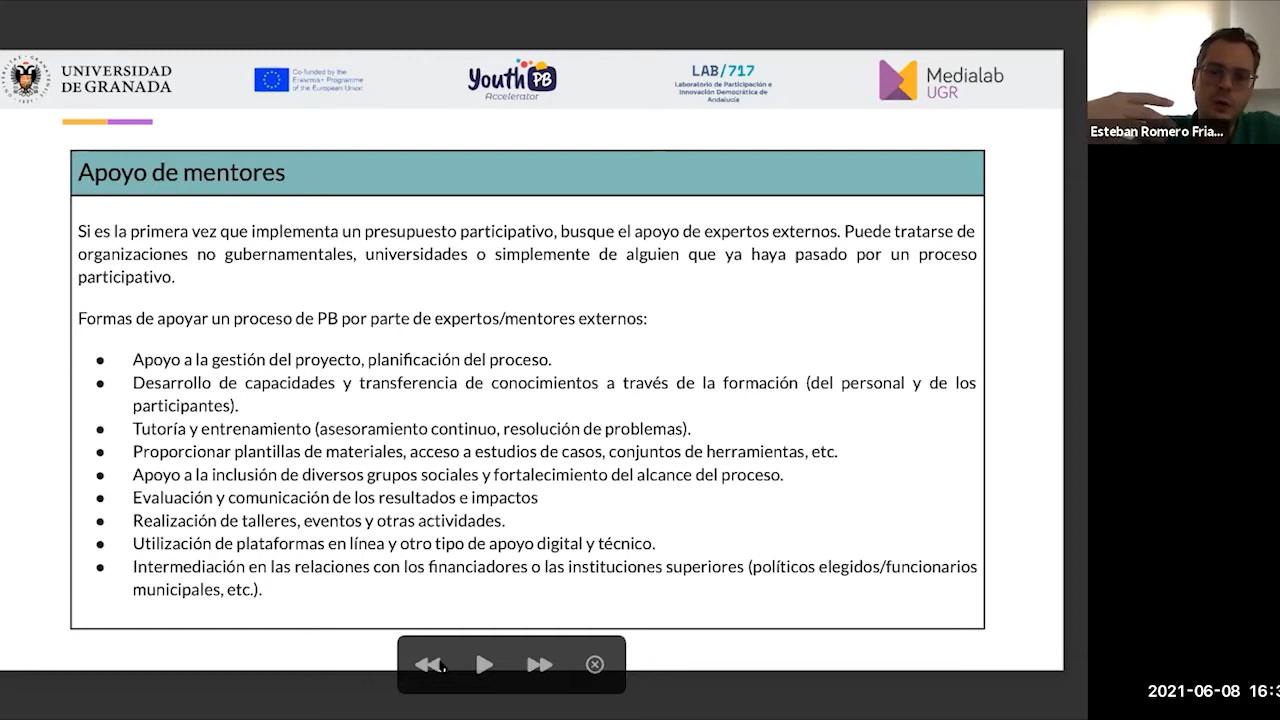 UNIVERSIDAD
DE GRANADA
Co-funded by the
Erasmus+ Programme
of the European Union
Youth PB
Accelerator
LAB/717
Laboratorio de Participación e
Innovación Democrática de
Andalucía
Medialab
UGR
Esteban Romero Fria...
Apoyo de mentores
Si es la primera vez que implementa un presupuesto participativo, busque el apoyo de expertos externos. Puede tratarse de
organizaciones no gubernamentales, universidades o simplemente de alguien que ya haya pasado por un proceso
participativo.
Formas de apoyar un proceso de PB por parte de expertos/mentores externos:
● Apoyo a la gestión del proyecto, planificación del proceso.
● Desarrollo de capacidades y transferencia de conocimientos a través de la formación (del personal y de los
participantes).
● Tutoría y entrenamiento (asesoramiento continuo, resolución de problemas).
● Proporcionar plantillas de materiales, acceso a estudios de casos, conjuntos de herramientas, etc.
● Apoyo a la inclusión de diversos grupos sociales y fortalecimiento del alcance del proceso.
● Evaluación y comunicación de los resultados e impactos
● Realización de talleres, eventos y otras actividades.
● Utilización de plataformas en línea y otro tipo de apoyo digital y técnico.
● Intermediación en las relaciones con los financiadores o las instituciones superiores (políticos elegidos/funcionarios
municipales, etc.).
2021-06-08 16:3